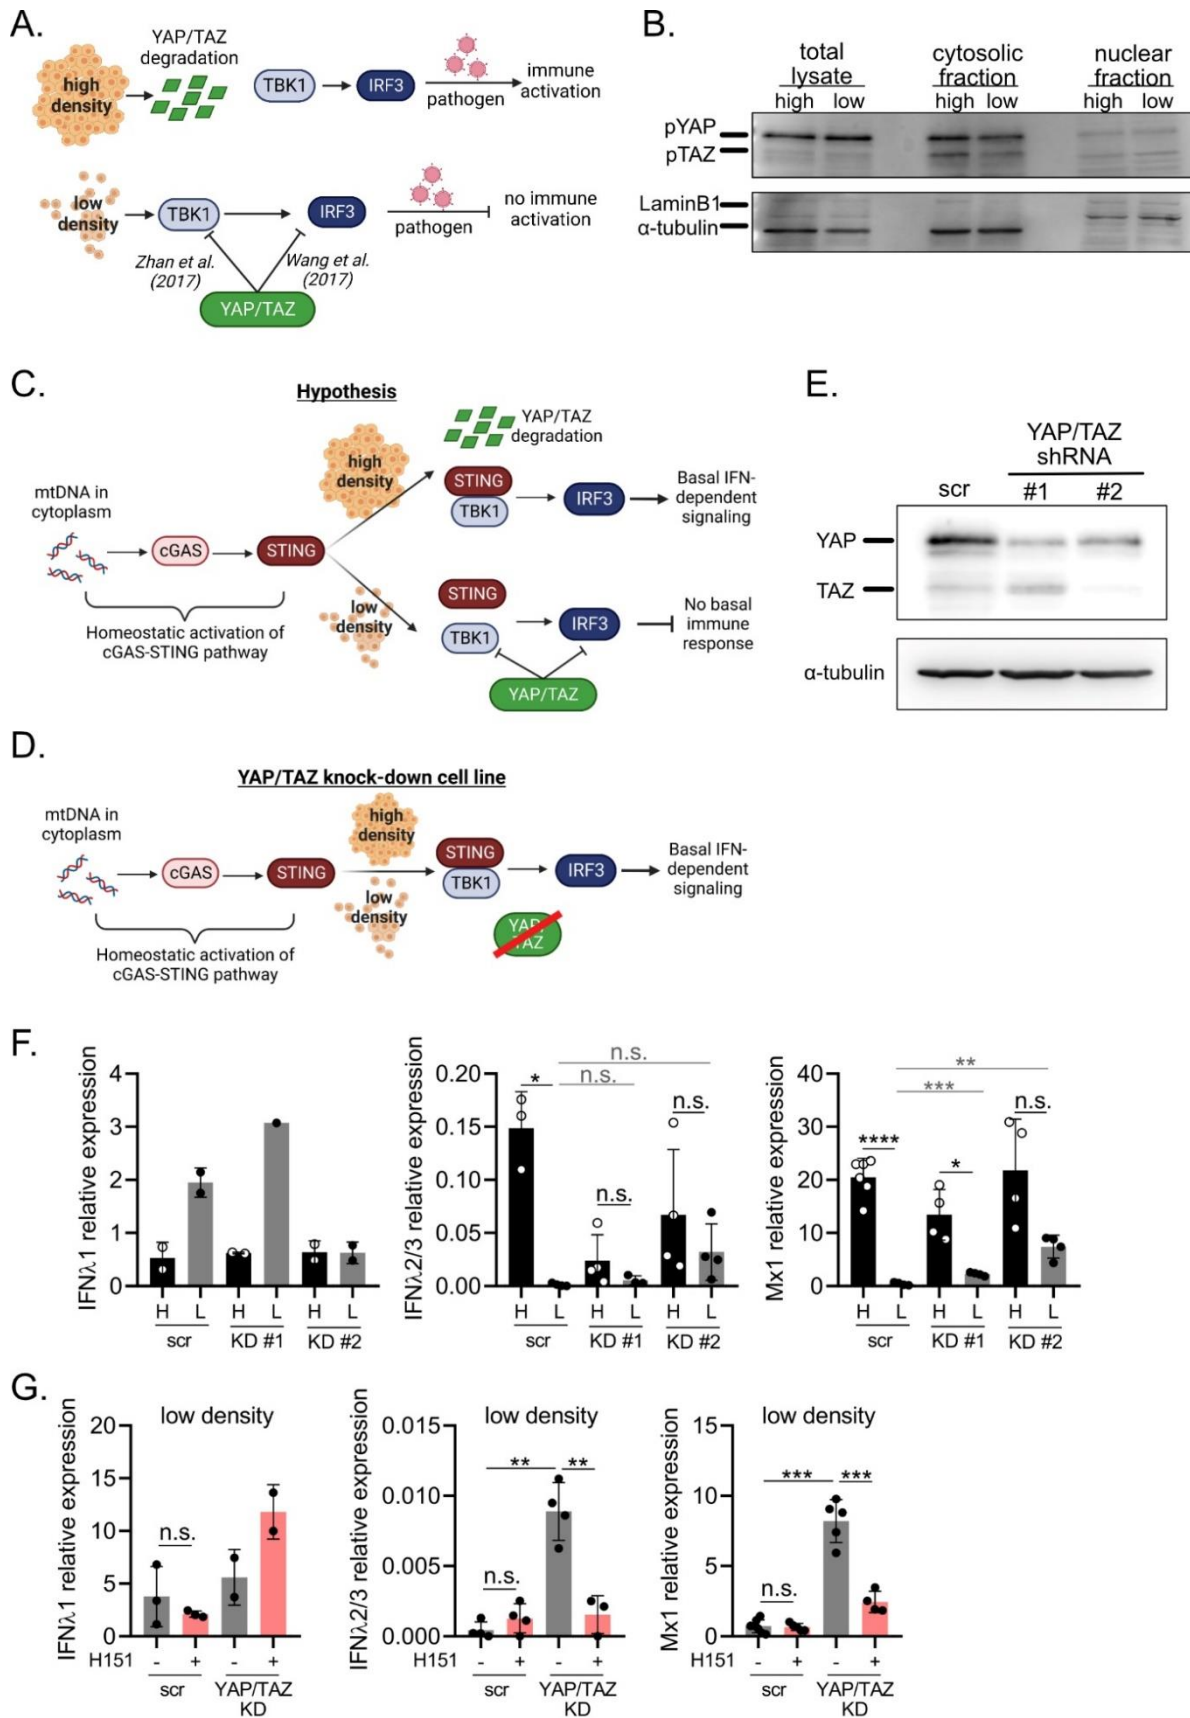 A.
YAP/TAZ
degradation
high
density
TBK1
IRF3
pathogen
immune
activation
low
density
TBK1
IRF3
pathogen
no immune
activation
Zhan et al.
(2017)
Wang et al.
(2017)
YAP/TAZ
B.
total
lysate
cytosolic
fraction
nuclear
fraction
high low
high low
high low
pYAP
pTAZ
LaminB1
α-tubulin
C.
Hypothesis
mtDNA in
cytoplasm
cGAS
STING
Homeostatic activation of
cGAS-STING pathway
high
density
YAP/TAZ
degradation
STING
TBK1
IRF3
Basal IFN-
dependent
signaling
low
density
STING
TBK1
IRF3
No basal
immune
response
YAP/TAZ
E.
YAP/TAZ
shRNA
scr
#1
#2
YAP
TAZ
α-tubulin
D.
YAP/TAZ knock-down cell line
mtDNA in
cytoplasm
cGAS
STING
Homeostatic activation of
cGAS-STING pathway
high
density
low
density
STING
TBK1
IRF3
Basal IFN-
dependent
signaling
YAP
TAZ
F.
IFNλ1 relative expression
4
3
2
1
0
H L H L H L
scr KD #1 KD #2
IFNλ2/3 relative expression
0.20
0.15
0.10
0.05
0.00
n.s.
n.s.
*
n.s.
n.s.
H L H L H L
scr KD #1 KD #2
Mx1 relative expression
40
30
20
10
0
**
***
****
*
n.s.
H L H L H L
scr KD #1 KD #2
G.
low density
IFNλ1 relative expression
20
15
10
5
0
n.s.
H151 - + - +
scr YAP/TAZ
KD
low density
IFNλ2/3 relative expression
0.015
0.010
0.005
0.000
n.s.
**
**
H151 - + - +
scr YAP/TAZ
KD
low density
Mx1 relative expression
15
10
5
0
n.s.
***
***
H151 - + - +
scr YAP/TAZ
KD